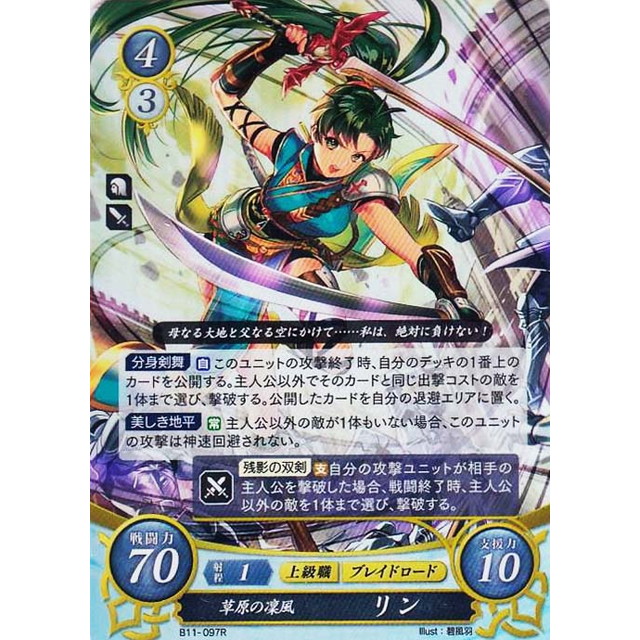 4
3
母なる大地と父なる空にかけて……私は、絶対に負けない!
分身剣舞 自 このユニットの攻撃終了時、自分のデッキの1番上の
カードを公開する。主人公以外でそのカードと同じ出撃コストの敵を
1体まで選び、撃破する。公開したカードを自分の退避エリアに置く。
美しき地平 常 主人公以外の敵が1体もいない場合、このユニット
の攻撃は神速回避されない。
残影の双剣 支 自分の攻撃ユニットが相手の
主人公を撃破した場合、戦闘終了時、主人公
以外の敵を1体まで選び、撃破する。
戦闘力
70
射程 1
上級職 ブレイドロード
支援力
10
草原の凜風 リン
B11-097R
Illust:碧風羽